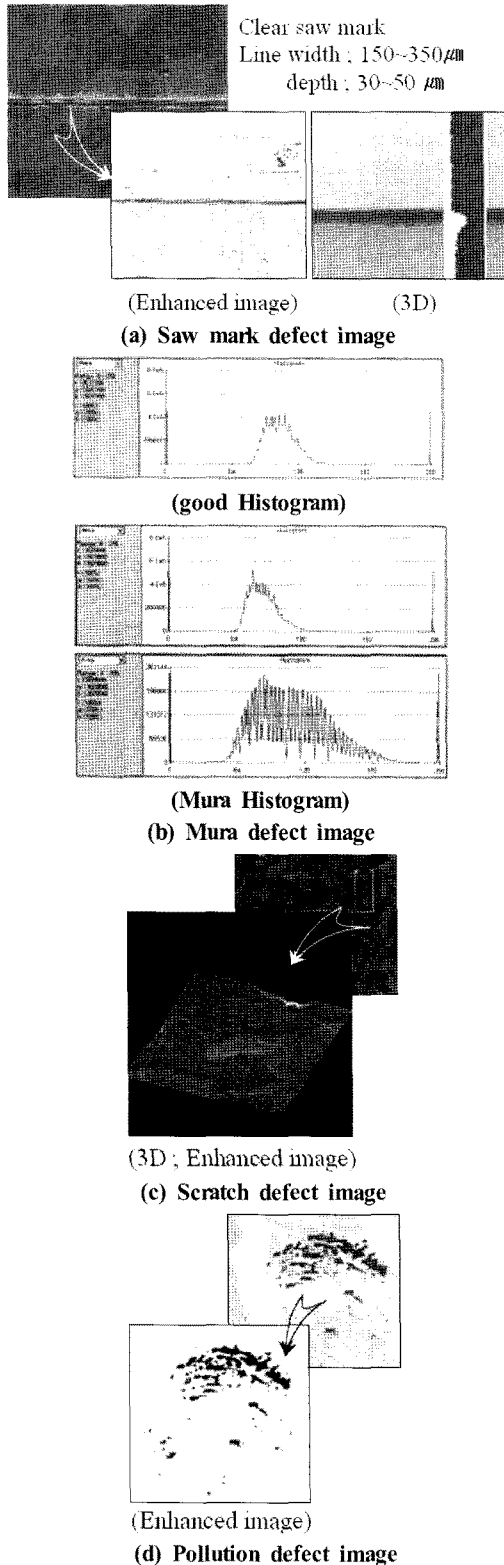 Clear saw mark
Line width ; 150~350㎛
depth ; 30~50 ㎛
(Enhanced image)
(3D)
(a) Saw mark defect image
(good Histogram)
(Mura Histogram)
(b) Mura defect image
(3D ; Enhanced image)
(c) Scratch defect image
(Enhanced image)
(d) Pollution defect image